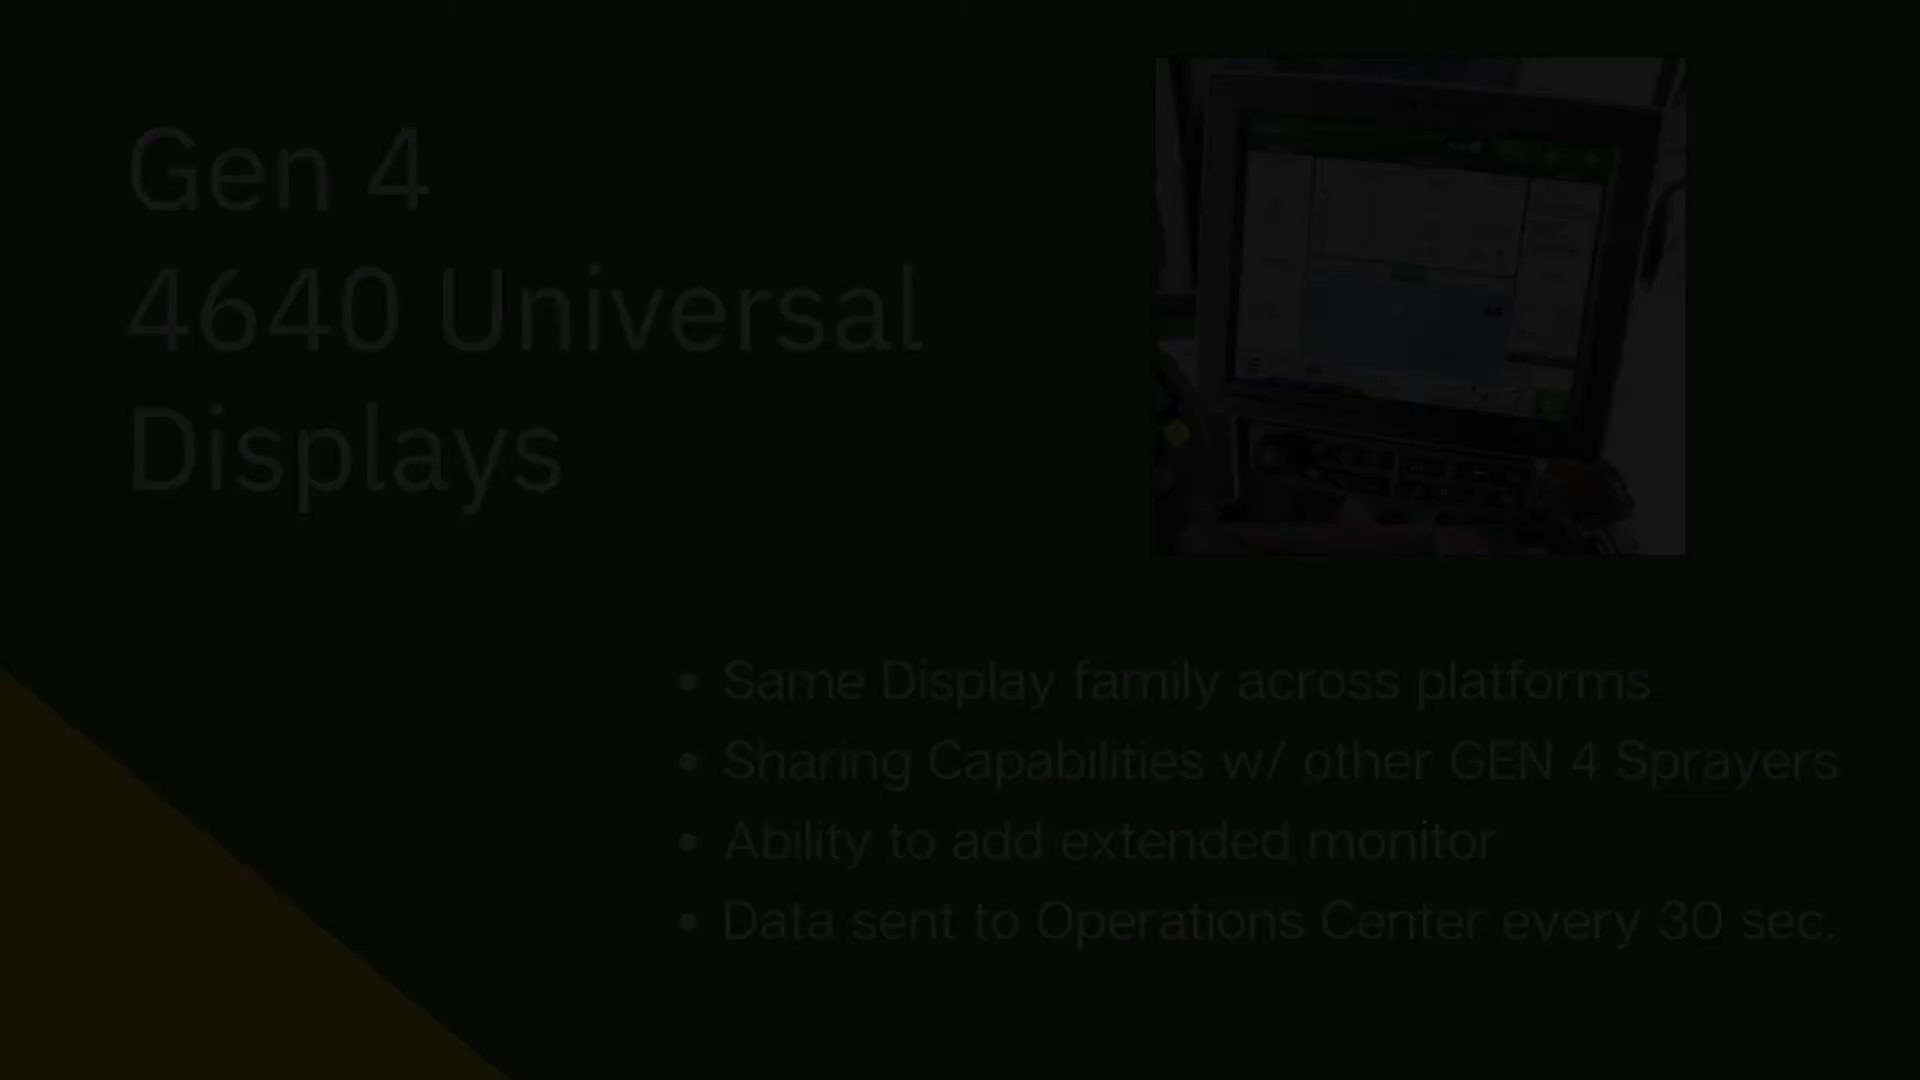 Gen 4
4640 Universal
Displays
• Same Display family across platforms
• Sharing Capabilities w/ other GEN 4 Sprayers
• Ability to add extended monitor
• Data sent to Operations Center every 30 sec.